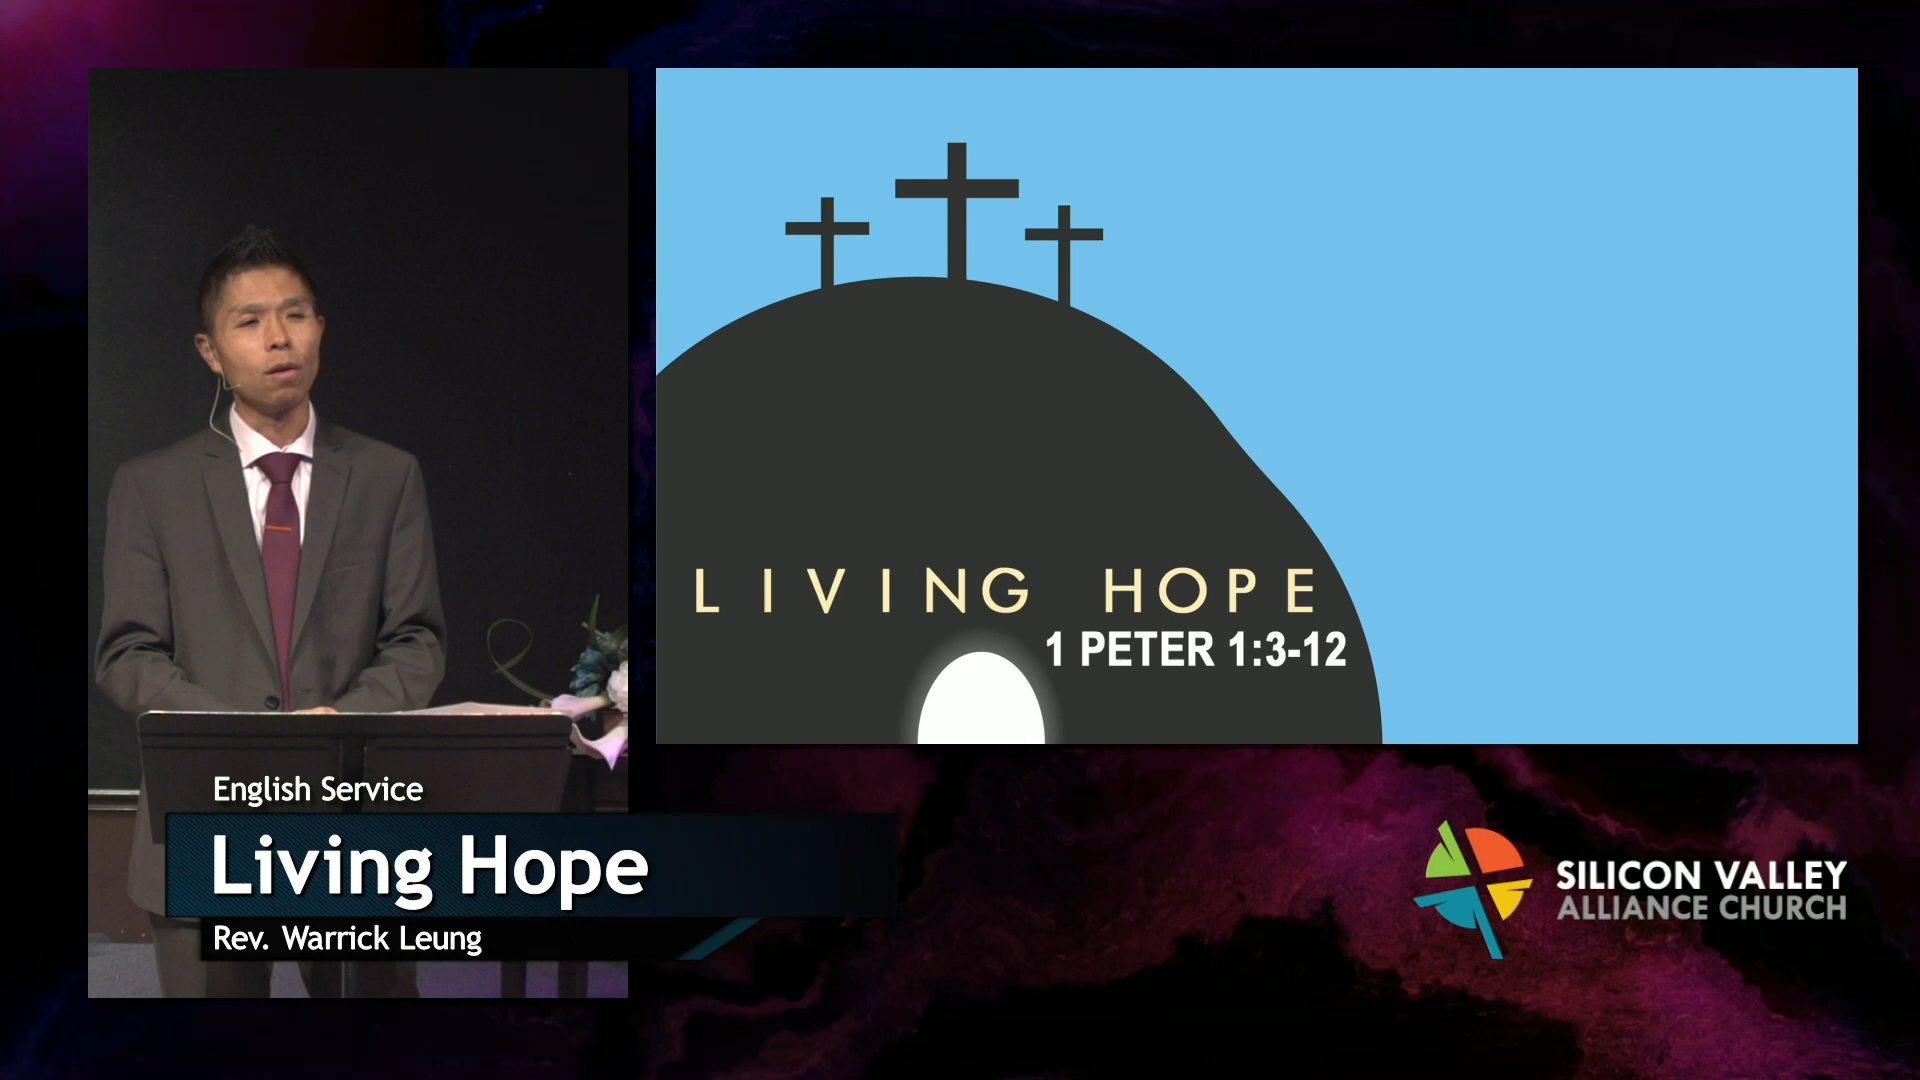 LIVING HOPE
1 PETER 1:3-12
English Service
Living Hope
Rev. Warrick Leung
SILICON VALLEY
ALLIANCE CHURCH